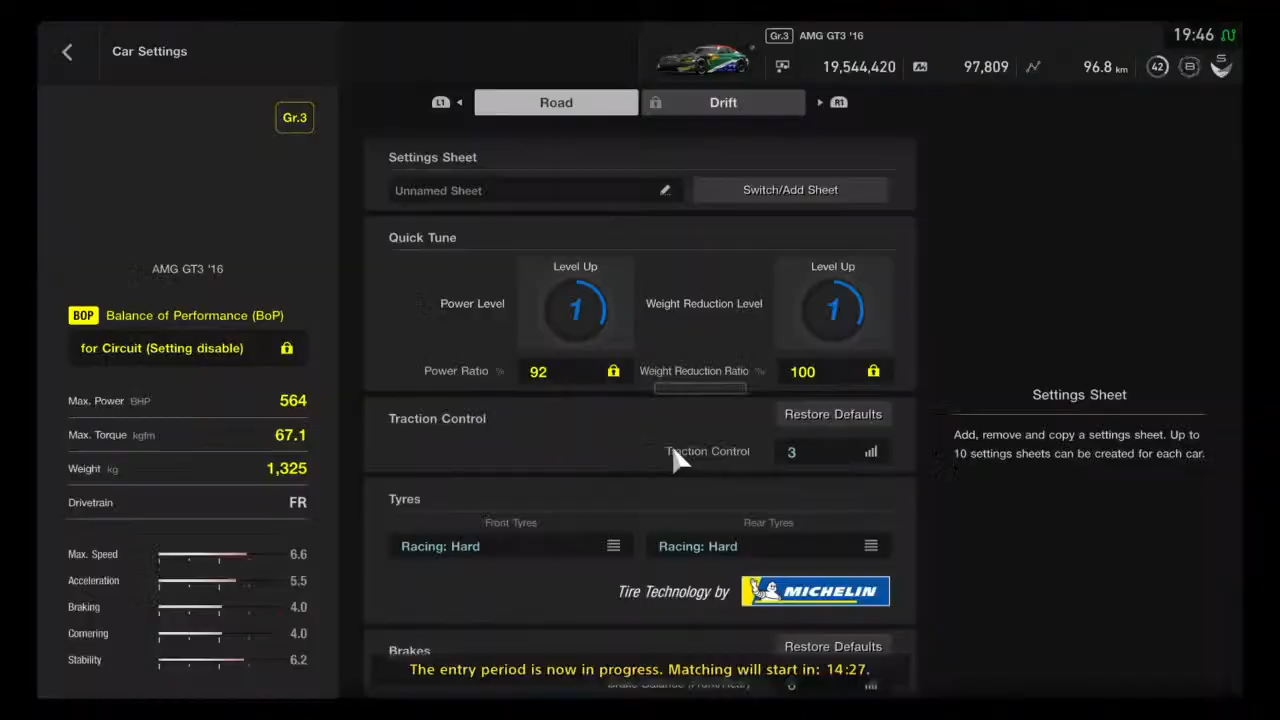 Car Settings
Gr.3 AMG GT3 '16
19:46
19,544,420
97,809
96.8 km
42
B
S
L1
Road
Drift
R1
Gr.3
AMG GT3 '16
BOP Balance of Performance (BoP)
for Circuit (Setting disable)
Max. Power BHP 564
Max. Torque kgfm 67.1
Weight kg 1,325
Drivetrain FR
Max. Speed 6.6
Acceleration 5.5
Braking 4.0
Cornering 4.0
Stability 6.2
Settings Sheet
Unnamed Sheet
Switch/Add Sheet
Quick Tune
Level Up
Level Up
Power Level 1
Weight Reduction Level 1
Power Ratio % 92
Weight Reduction Ratio % 100
Traction Control
Restore Defaults
Traction Control 3
Tyres
Front Tyres
Rear Tyres
Racing: Hard
Racing: Hard
Tire Technology by MICHELIN
Brakes
Restore Defaults
The entry period is now in progress. Matching will start in: 14:27.
Settings Sheet
Add, remove and copy a settings sheet. Up to
10 settings sheets can be created for each car.